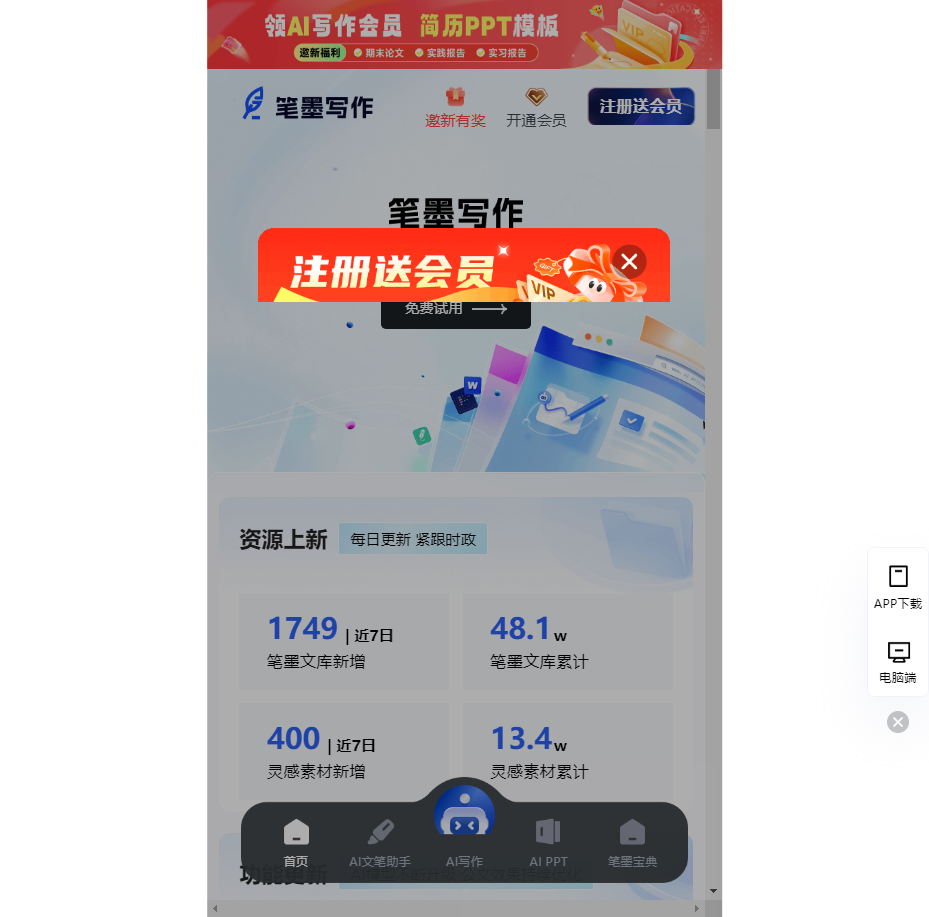 领AI写作会员 简历PPT模板
邀新福利 期末论文 实践报告 实习报告
笔墨写作
邀新有奖
开通会员
注册送会员
笔墨写作
注册送会员
VIP
免费试用
W
资源上新
每日更新 紧跟时政
1749 | 近7日
笔墨文库新增
48.1w
笔墨文库累计
400 | 近7日
灵感素材新增
13.4w
灵感素材累计
功能更新
首页
AI文笔助手
AI写作
AI PPT
笔墨宝典
APP下载
电脑端